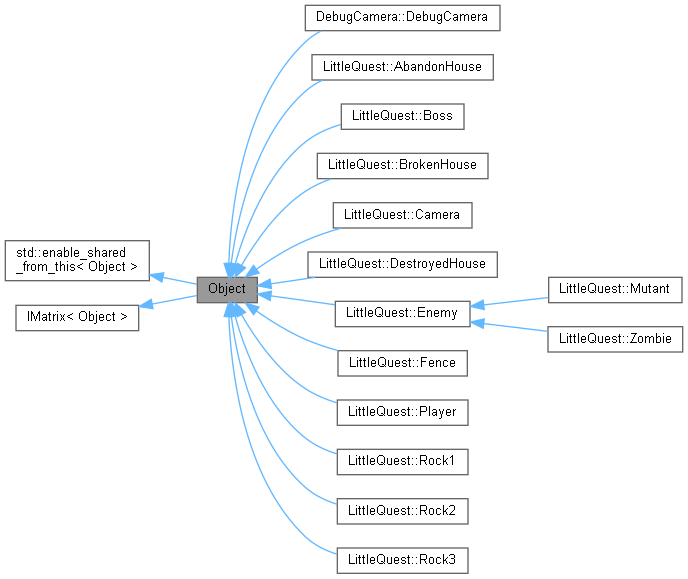 DebugCamera::DebugCamera
LittleQuest::AbandonHouse
LittleQuest::Boss
LittleQuest::BrokenHouse
LittleQuest::Camera
std::enable_shared
_from_this< Object >
LittleQuest::DestroyedHouse
Object
LittleQuest::Mutant
IMatrix< Object >
LittleQuest::Enemy
LittleQuest::Zombie
LittleQuest::Fence
LittleQuest::Player
LittleQuest::Rock1
LittleQuest::Rock2
LittleQuest::Rock3